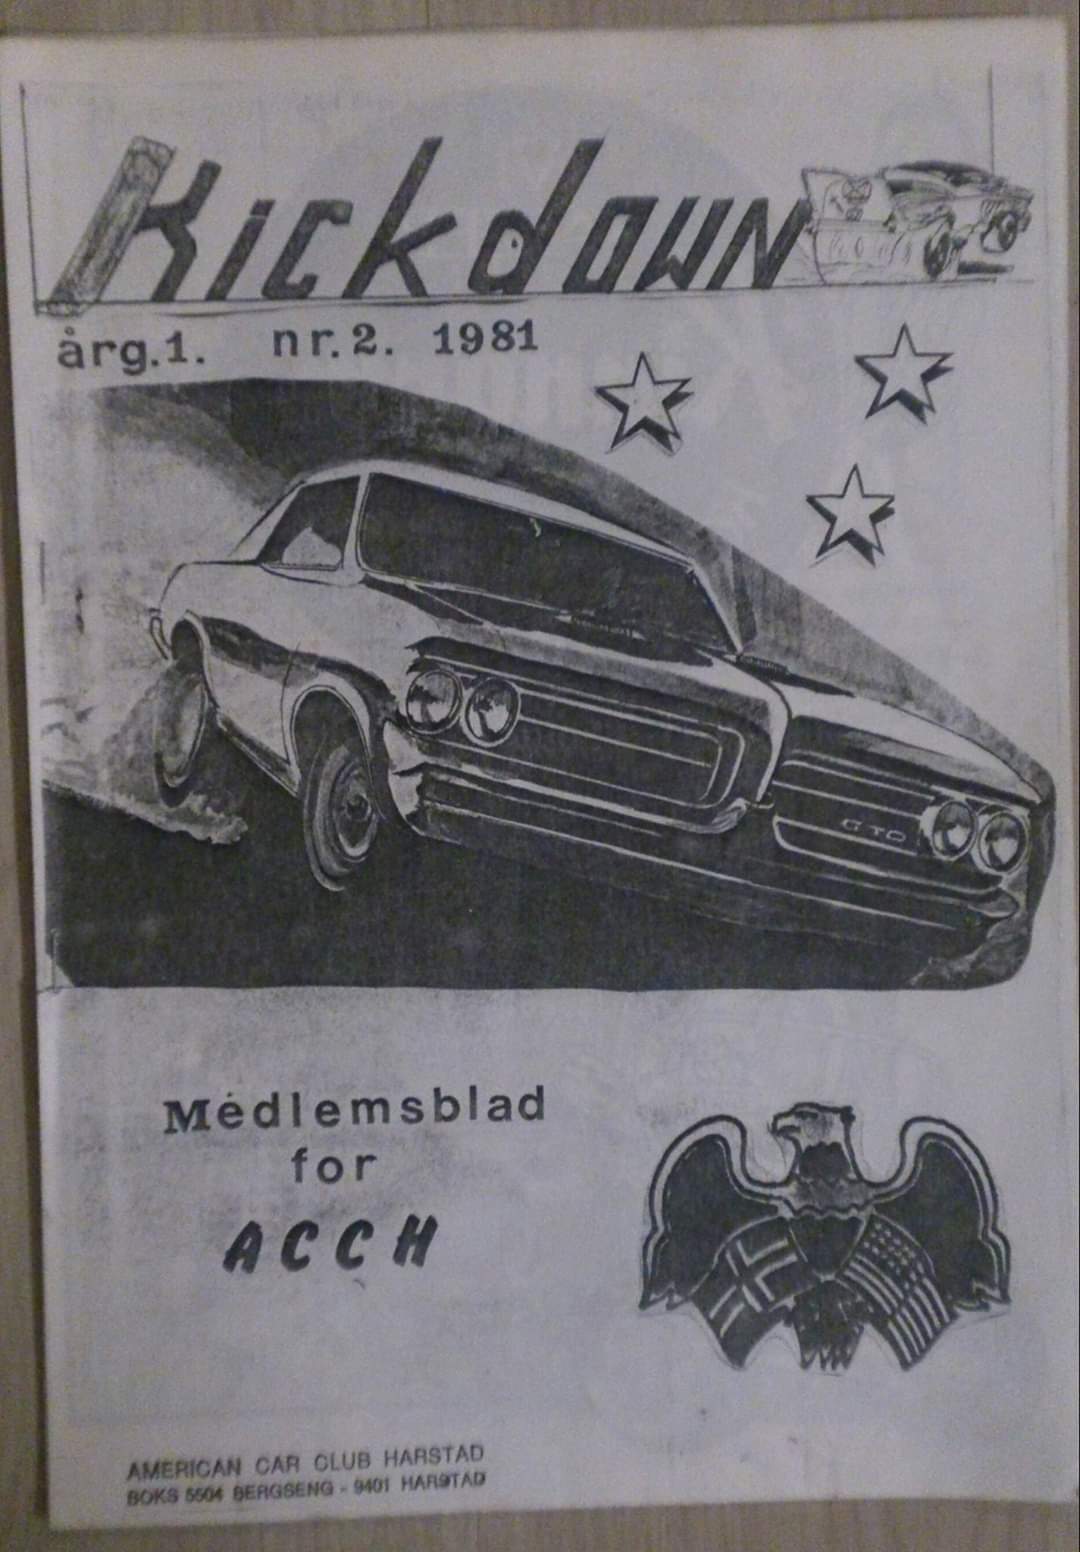 Kickdown
årg.1. nr.2. 1981
GTO
Medlemsblad
for
ACCH
AMERICAN CAR CLUB HARSTAD
BOKS 5504 BERGSENG - 9401 HARSTAD